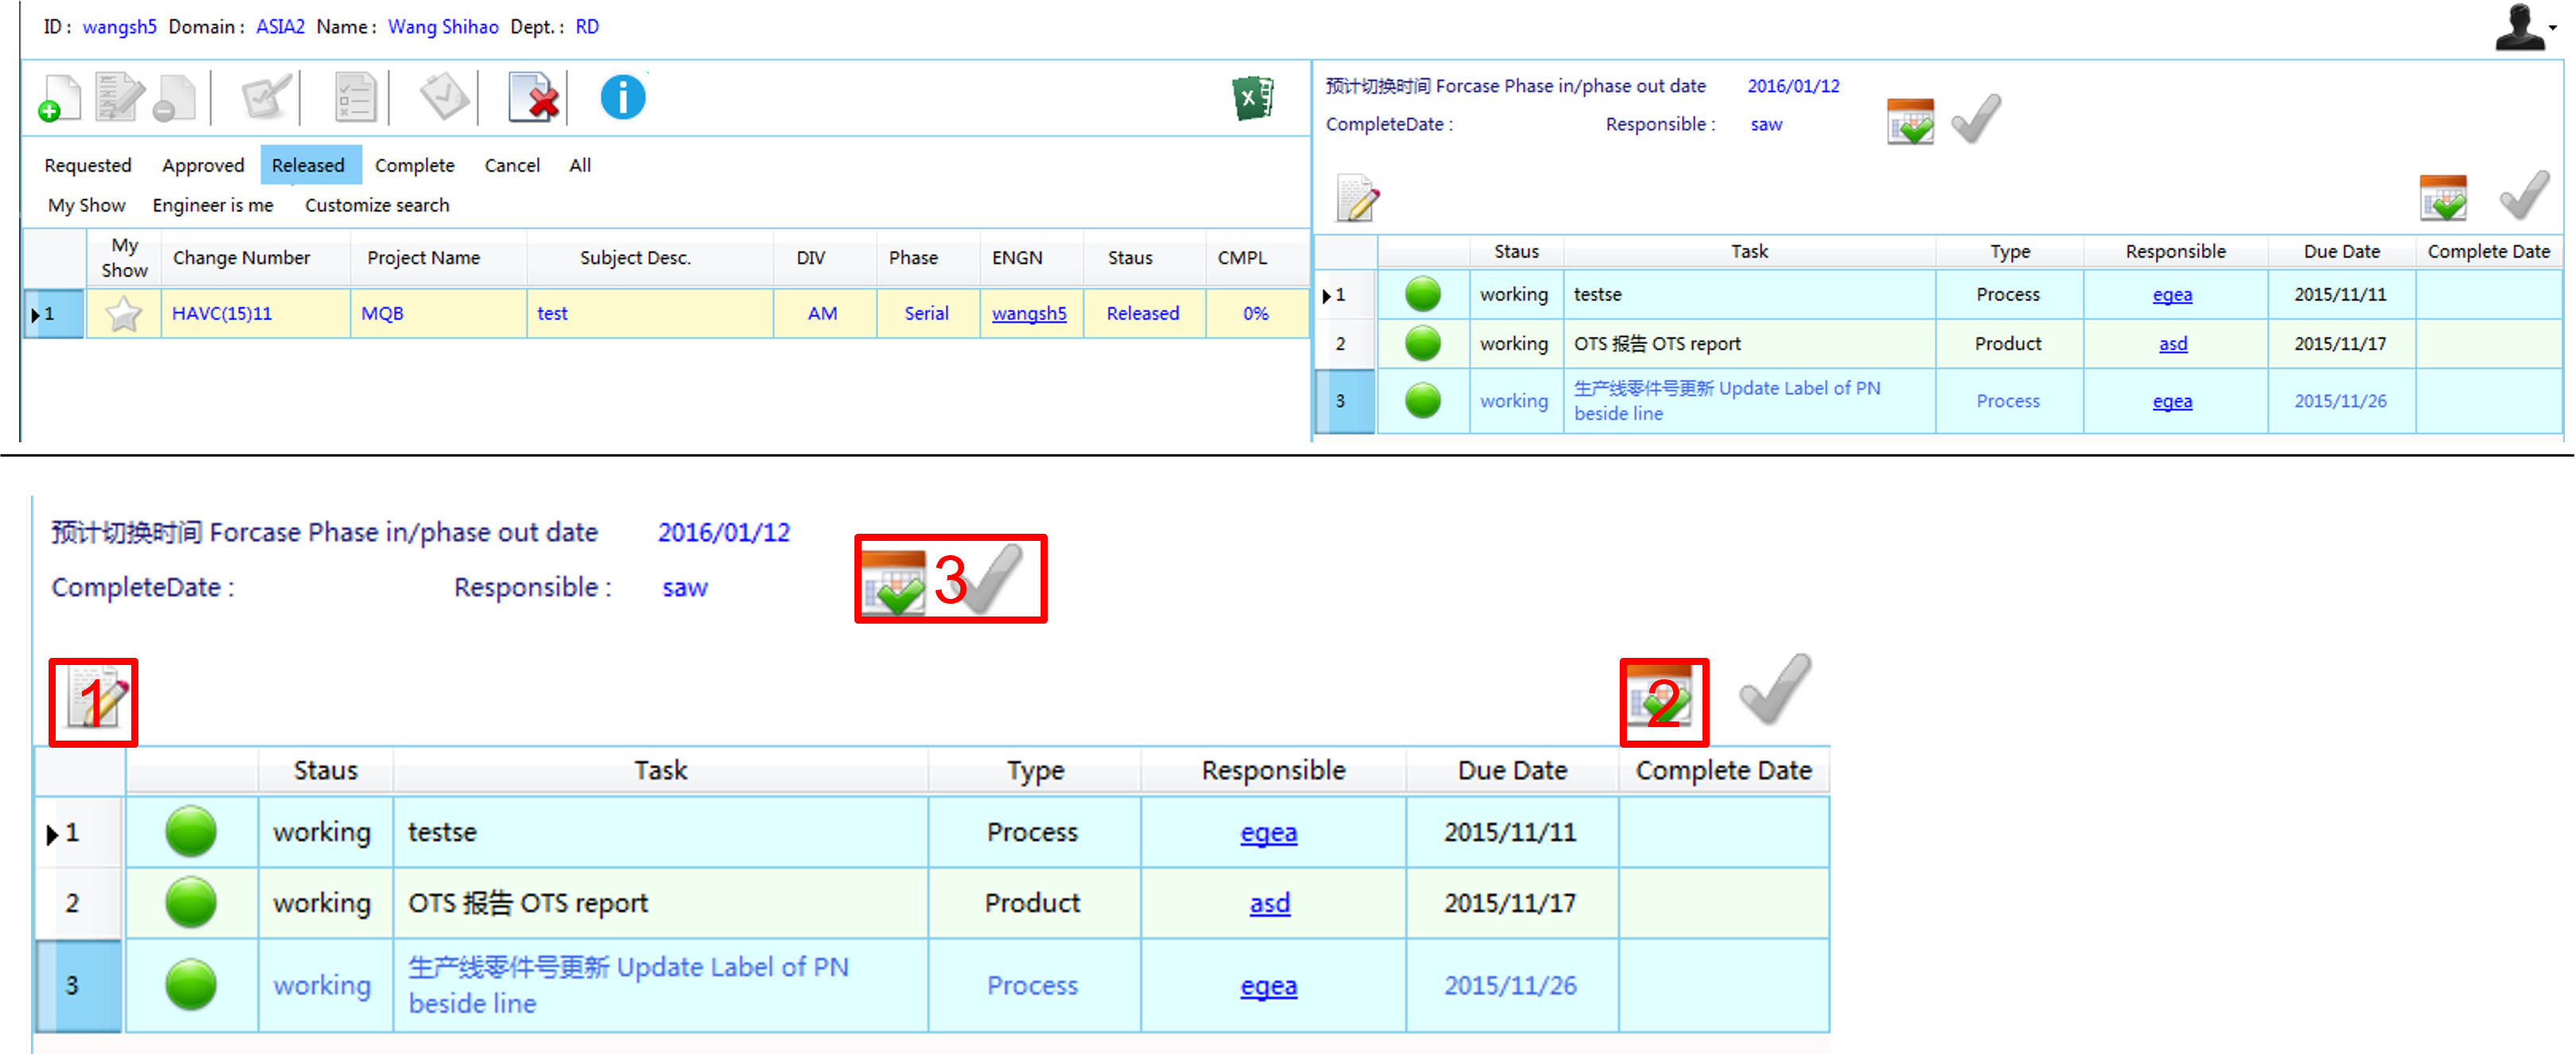 ID : wangsh5 Domain : ASIA2 Name : Wang Shihao Dept. : RD
Requested Approved Released Complete Cancel All
My Show Engineer is me Customize search
My Show Change Number Project Name Subject Desc. DIV Phase ENGN Staus CMPL
1 HAVC(15)11 MQB test AM Serial wangsh5 Released 0%
预计切换时间 Forcase Phase in/phase out date 2016/01/12
CompleteDate : Responsible : saw
Staus Task Type Responsible Due Date Complete Date
1 working testse Process egea 2015/11/11
2 working OTS 报告 OTS report Product asd 2015/11/17
3 working 生产线零件号更新 Update Label of PN beside line Process egea 2015/11/26
预计切换时间 Forcase Phase in/phase out date 2016/01/12
CompleteDate : Responsible : saw
3
1
2
Staus Task Type Responsible Due Date Complete Date
1 working testse Process egea 2015/11/11
2 working OTS 报告 OTS report Product asd 2015/11/17
3 working 生产线零件号更新 Update Label of PN beside line Process egea 2015/11/26